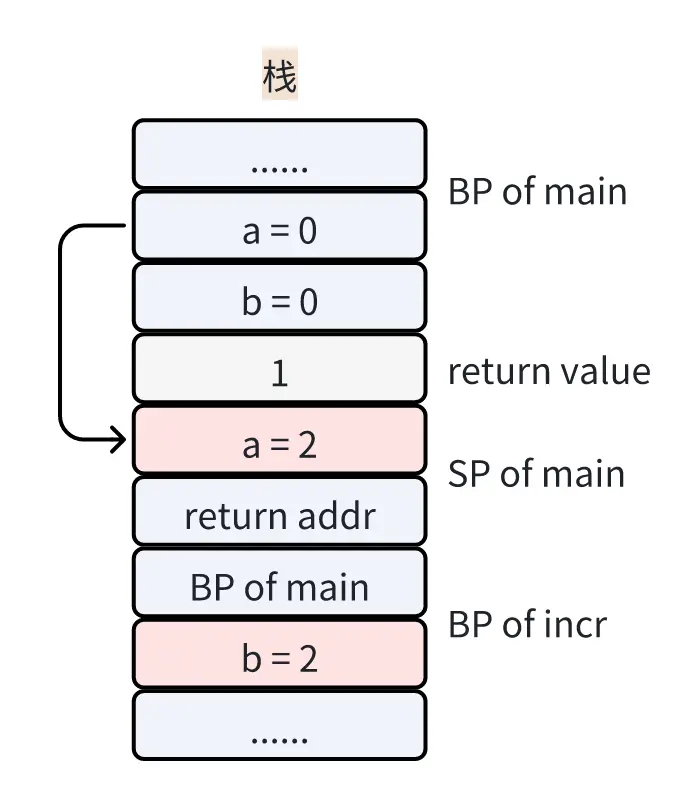 栈
......
BP of main
a = 0
b = 0
1
return value
a = 2
SP of main
return addr
BP of main
BP of incr
b = 2
......